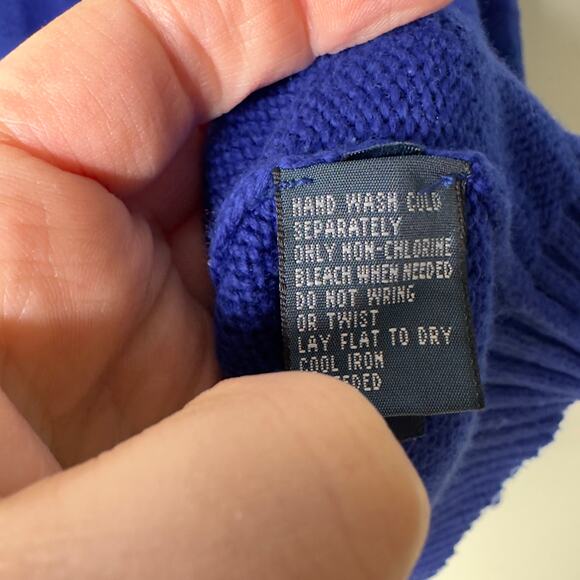 HAND WASH COLD
SEPARATELY
ONLY NON-CHLORINE
BLEACH WHEN NEEDED
DO NOT WRING
OR TWIST
LAY FLAT TO DRY
COOL IRON